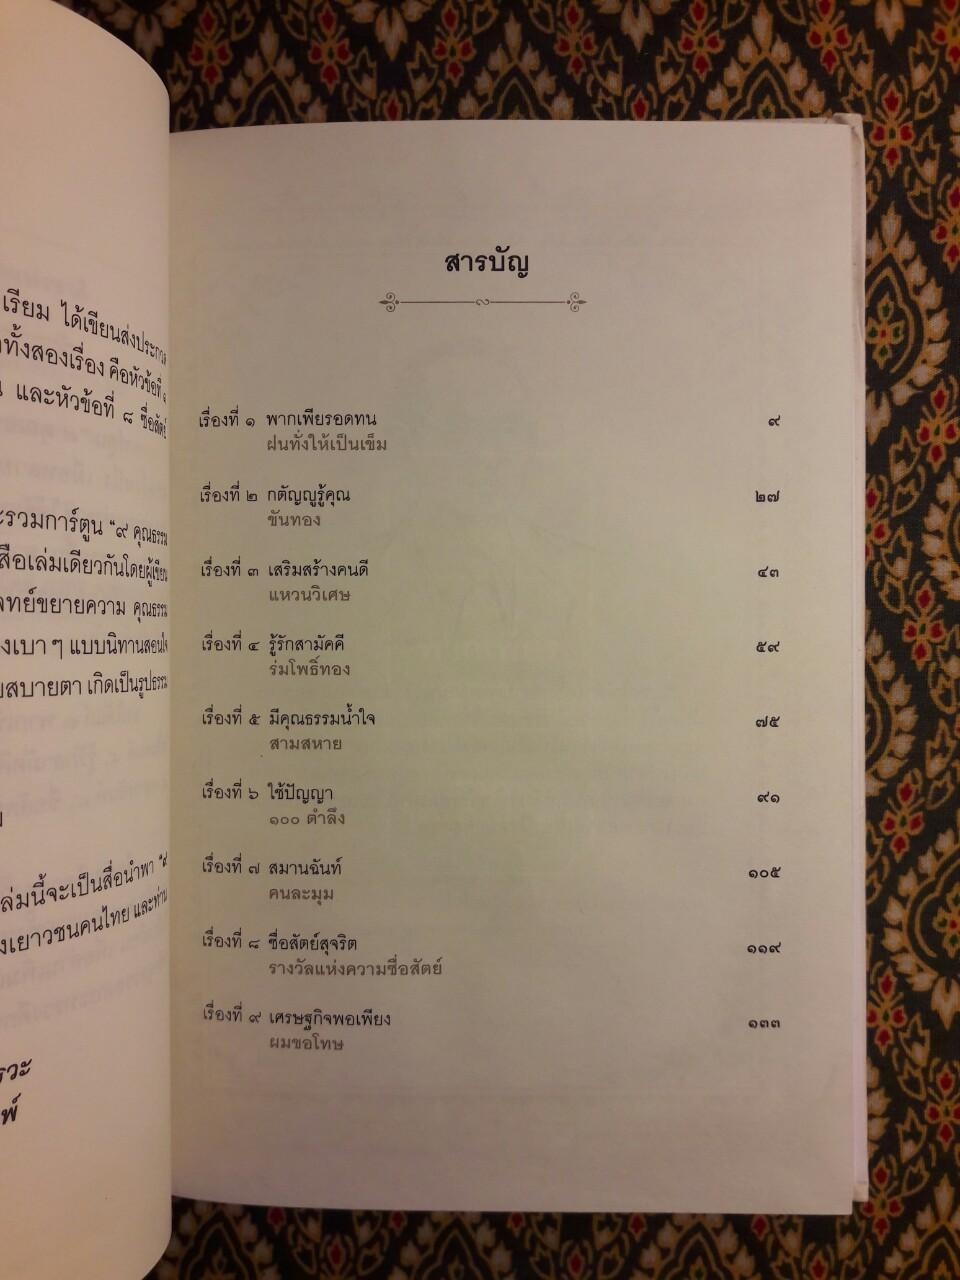 เรียม ได้เขียนส่งประกวด
ทั้งสองเรื่อง คือหัวข้อที่ ๑
และหัวข้อที่ ๘ ซื่อสัตย์
ะรวมการ์ตูน "๙ คุณธรรม
สือเล่มเดียวกันโดยผู้เขียน
จทย์ขยายความ คุณธรรม
งเบา ๆ แบบนิทานสอนใจ
ยสบายตา เกิดเป็นรูปธรรม
ล่มนี้จะเป็นสื่อนำพา "๙
งเยาวชนคนไทย และท่าน
รวะ
พ์
สารบัญ
เรื่องที่ ๑ พากเพียรอดทน ๙
ฝนทั่งให้เป็นเข็ม
เรื่องที่ ๒ กตัญญูรู้คุณ ๒๗
ขันทอง
เรื่องที่ ๓ เสริมสร้างคนดี ๔๓
แหวนวิเศษ
เรื่องที่ ๔ รู้รักสามัคคี ๕๙
ร่มโพธิ์ทอง
เรื่องที่ ๕ มีคุณธรรมน้ำใจ ๗๕
สามสหาย
เรื่องที่ ๖ ใช้ปัญญา ๙๑
๑๐๐ ตำลึง
เรื่องที่ ๗ สมานฉันท์ ๑๐๕
คนละมุม
เรื่องที่ ๘ ซื่อสัตย์สุจริต ๑๑๙
รางวัลแห่งความซื่อสัตย์
เรื่องที่ ๙ เศรษฐกิจพอเพียง ๑๓๓
ผมขอโทษ